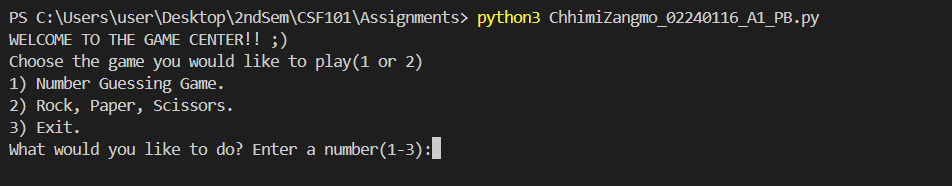 PS C:\Users\user\Desktop\2ndSem\CSF101\Assignments> python3 ChhimiZangmo_02240116_A1_PB.py
WELCOME TO THE GAME CENTER!! ;)
Choose the game you would like to play(1 or 2)
1) Number Guessing Game.
2) Rock, Paper, Scissors.
3) Exit.
What would you like to do? Enter a number(1-3):